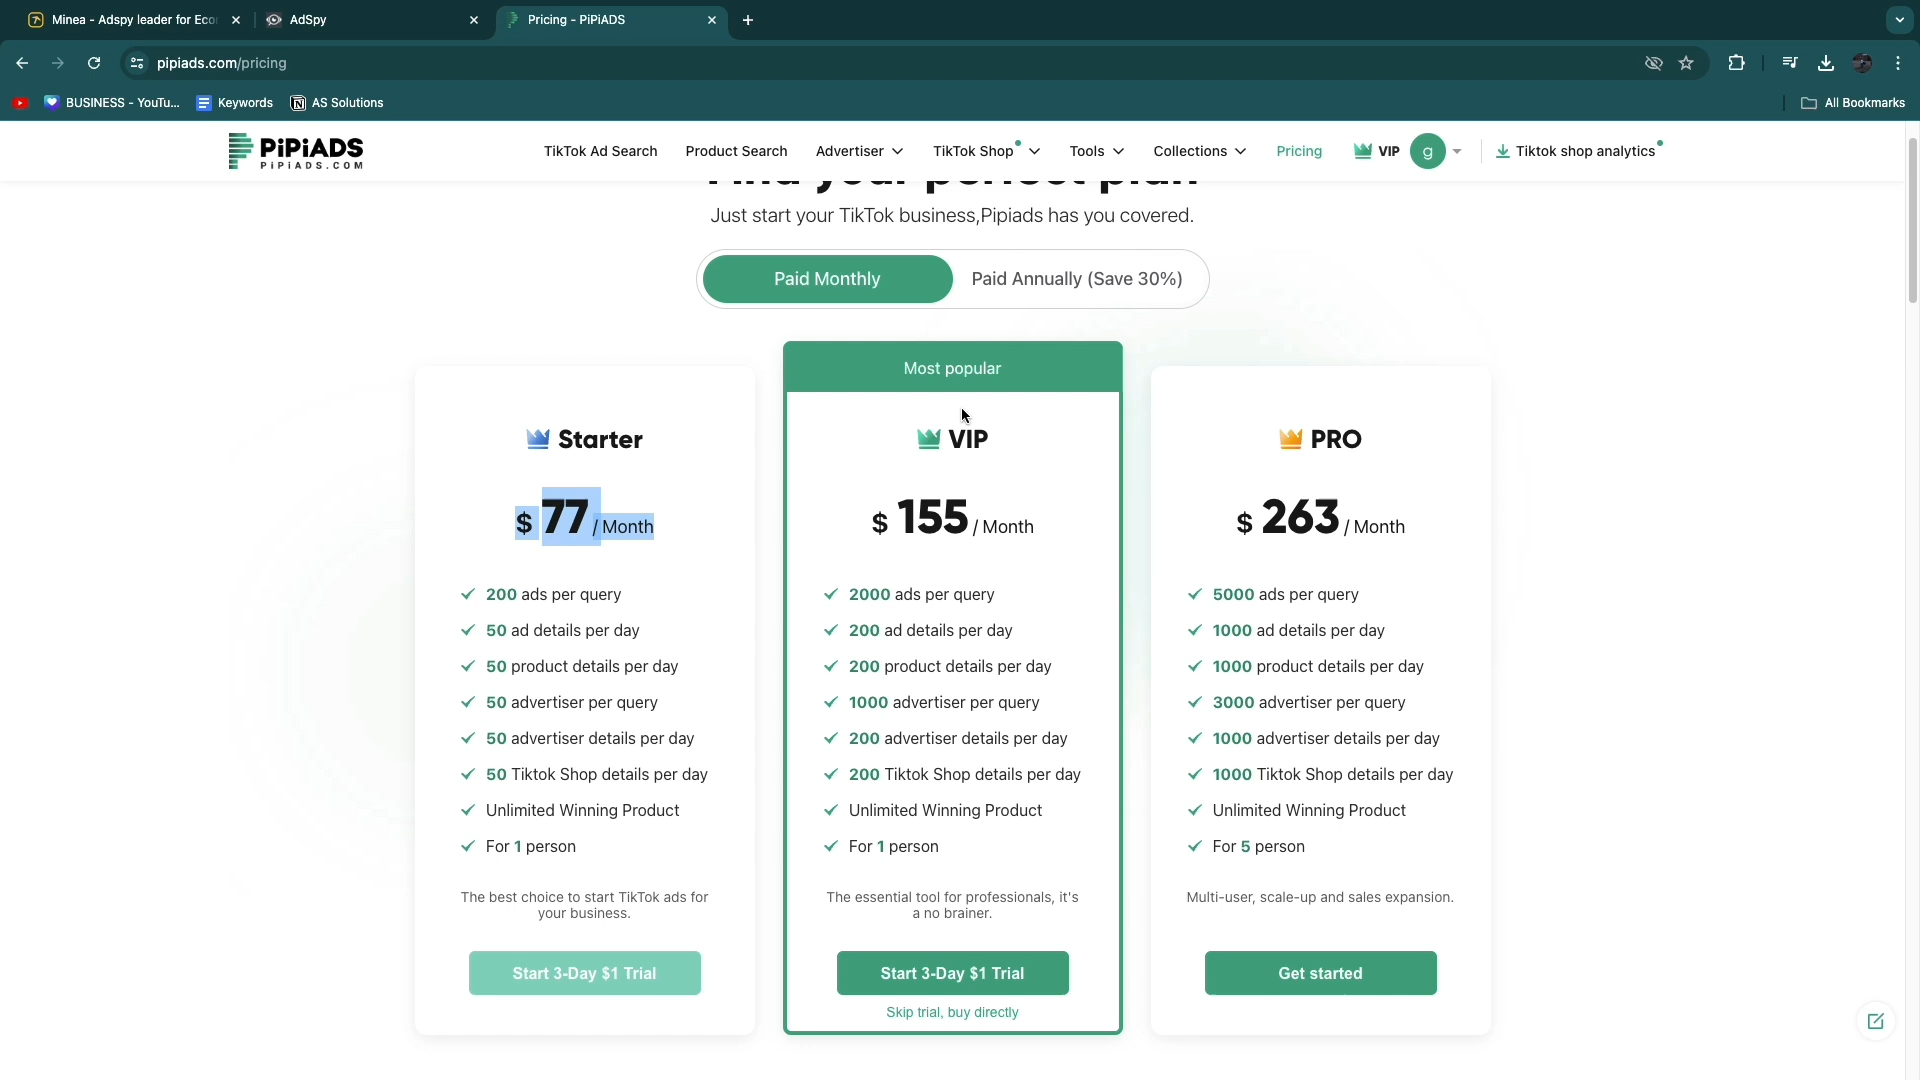 Minea - Adspy leader for Eco
AdSpy
Pricing - PiPiADS
pipiads.com/pricing
BUSINESS - YouTu...
Keywords
AS Solutions
All Bookmarks
PiPiADS
PIPIADS.COM
TikTok Ad Search
Product Search
Advertiser
TikTok Shop
Tools
Collections
Pricing
VIP
g
Tiktok shop analytics
Find your perfect plan
Just start your TikTok business,Pipiads has you covered.
Paid Monthly
Paid Annually (Save 30%)
Starter
$ 77 / Month
200 ads per query
50 ad details per day
50 product details per day
50 advertiser per query
50 advertiser details per day
50 Tiktok Shop details per day
Unlimited Winning Product
For 1 person
The best choice to start TikTok ads for
your business.
Start 3-Day $1 Trial
Most popular
VIP
$ 155 / Month
2000 ads per query
200 ad details per day
200 product details per day
1000 advertiser per query
200 advertiser details per day
200 Tiktok Shop details per day
Unlimited Winning Product
For 1 person
The essential tool for professionals, it's
a no brainer.
Start 3-Day $1 Trial
Skip trial, buy directly
PRO
$ 263 / Month
5000 ads per query
1000 ad details per day
1000 product details per day
3000 advertiser per query
1000 advertiser details per day
1000 Tiktok Shop details per day
Unlimited Winning Product
For 5 person
Multi-user, scale-up and sales expansion.
Get started